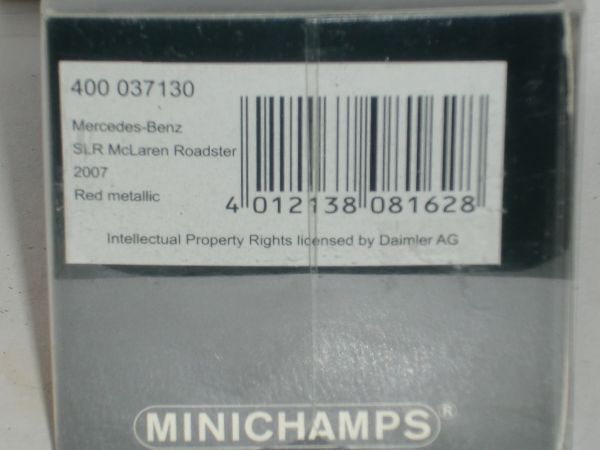 400 037130
Mercedes-Benz
SLR McLaren Roadster
2007
Red metallic
4 012138 081628
Intellectual Property Rights licensed by Daimler AG
MINICHAMPS®